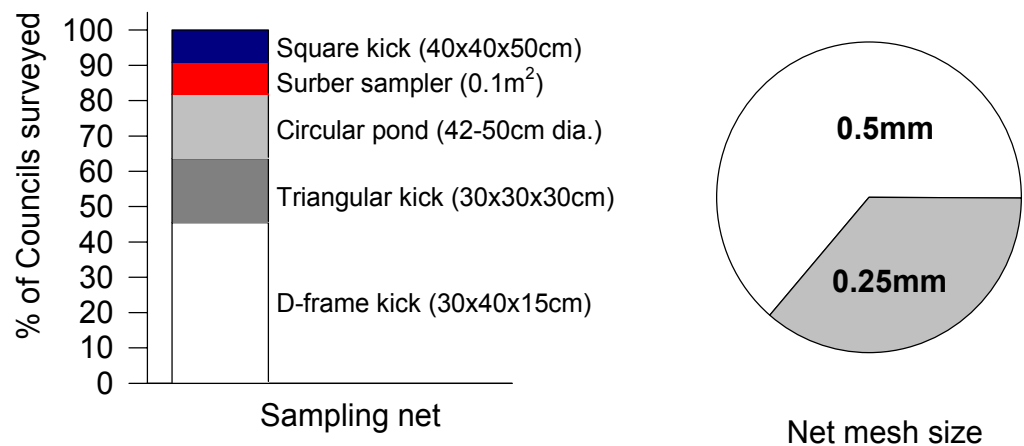 % of Councils surveyed
100
90
80
70
60
50
40
30
20
10
0
Square kick (40x40x50cm)
Surber sampler (0.1m²)
Circular pond (42-50cm dia.)
Triangular kick (30x30x30cm)
D-frame kick (30x40x15cm)
Sampling net
0.5mm
0.25mm
Net mesh size